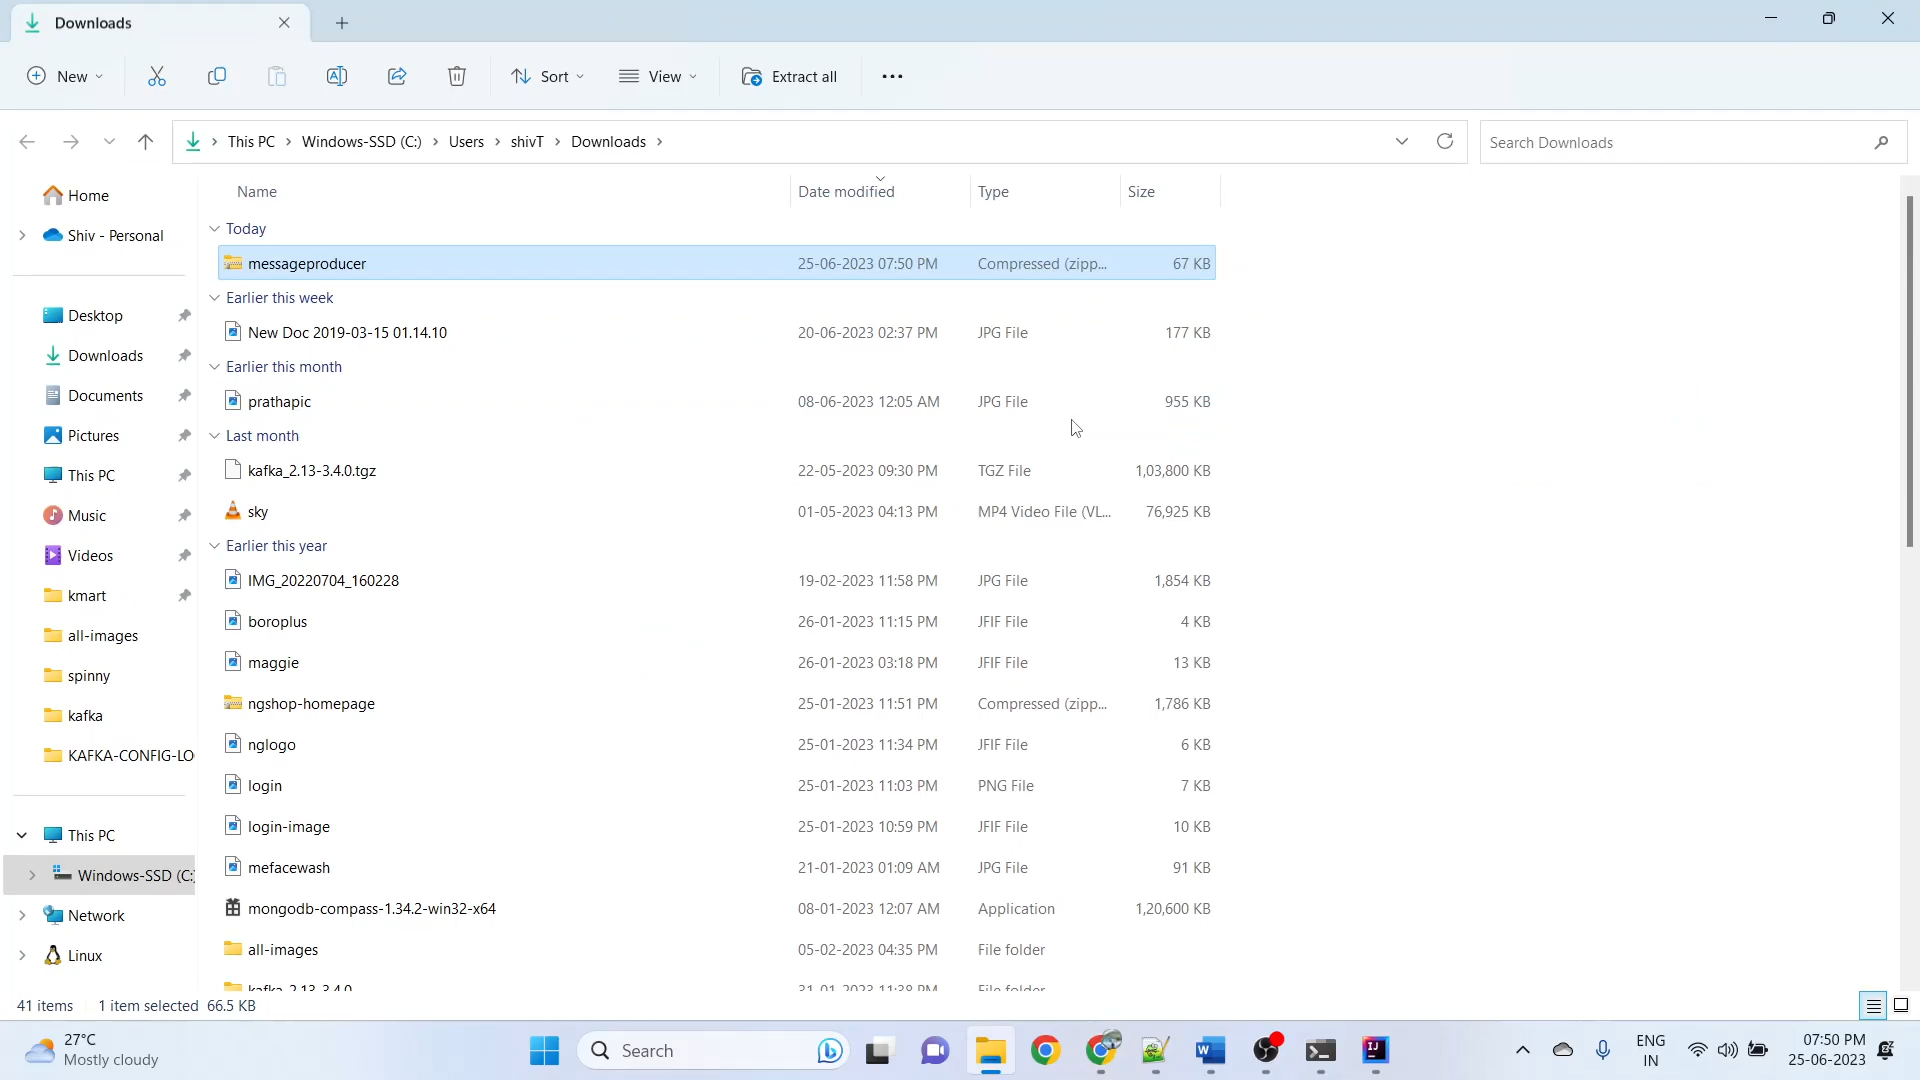 Downloads
New
Sort
View
Extract all
This PC
Windows-SSD (C:)
Users
shivT
Downloads
Search Downloads
Home
Shiv - Personal
Desktop
Downloads
Documents
Pictures
This PC
Music
Videos
kmart
all-images
spinny
kafka
KAFKA-CONFIG-LO
This PC
Windows-SSD (C:
Network
Linux
Name Date modified Type Size
Today
messageproducer 25-06-2023 07:50 PM Compressed (zipp... 67 KB
Earlier this week
New Doc 2019-03-15 01.14.10 20-06-2023 02:37 PM JPG File 177 KB
Earlier this month
prathapic 08-06-2023 12:05 AM JPG File 955 KB
Last month
kafka_2.13-3.4.0.tgz 22-05-2023 09:30 PM TGZ File 1,03,800 KB
sky 01-05-2023 04:13 PM MP4 Video File (VL... 76,925 KB
Earlier this year
IMG_20220704_160228 19-02-2023 11:58 PM JPG File 1,854 KB
boroplus 26-01-2023 11:15 PM JFIF File 4 KB
maggie 26-01-2023 03:18 PM JFIF File 13 KB
ngshop-homepage 25-01-2023 11:51 PM Compressed (zipp... 1,786 KB
nglogo 25-01-2023 11:34 PM JFIF File 6 KB
login 25-01-2023 11:03 PM PNG File 7 KB
login-image 25-01-2023 10:59 PM JFIF File 10 KB
mefacewash 21-01-2023 01:09 AM JPG File 91 KB
mongodb-compass-1.34.2-win32-x64 08-01-2023 12:07 AM Application 1,20,600 KB
all-images 05-02-2023 04:35 PM File folder
kafka_2.13-3.4.0 31-01-2023 11:38 PM File folder
41 items 1 item selected 66.5 KB
27°C
Mostly cloudy
Search
ENG
IN
07:50 PM
25-06-2023